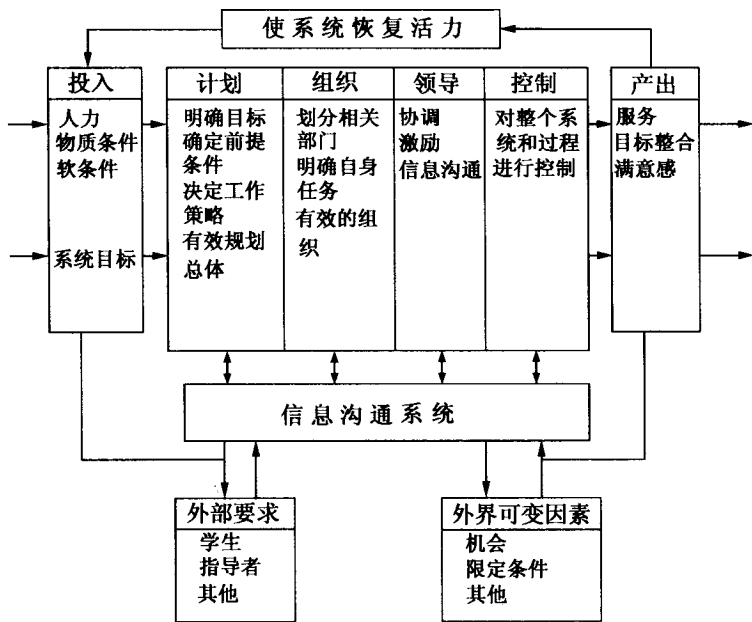 使系统恢复活力
投入
人力
物质条件
软条件
系统目标
计划
明确目标
确定前提
条件
决定工作
策略
有效规划
总体
组织
划分相关
部门
明确自身
任务
有效的组
织
领导
协调
激励
信息沟通
控制
对整个系
统和过程
进行控制
产出
服务
目标整合
满意感
信息沟通系统
外部要求
学生
指导者
其他
外界可变因素
机会
限定条件
其他